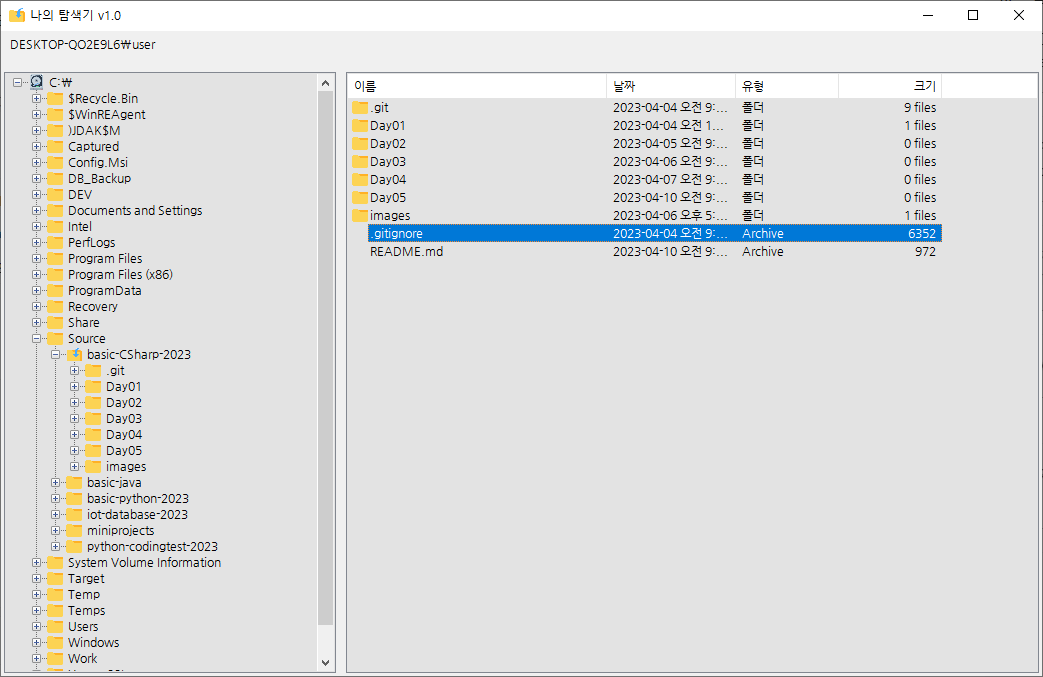 나의 탐색기 v1.0
DESKTOP-QO2E9L6￦user
C:￦
$Recycle.Bin
$WinREAgent
)JDAK$M
Captured
Config.Msi
DB_Backup
DEV
Documents and Settings
Intel
PerfLogs
Program Files
Program Files (x86)
ProgramData
Recovery
Share
Source
basic-CSharp-2023
.git
Day01
Day02
Day03
Day04
Day05
images
basic-java
basic-python-2023
iot-database-2023
miniprojects
python-codingtest-2023
System Volume Information
Target
Temp
Temps
Users
Windows
Work
이름 날짜 유형 크기
.git 2023-04-04 오전 9:... 폴더 9 files
Day01 2023-04-04 오전 1... 폴더 1 files
Day02 2023-04-05 오전 9:... 폴더 0 files
Day03 2023-04-06 오전 9:... 폴더 0 files
Day04 2023-04-07 오전 9:... 폴더 0 files
Day05 2023-04-10 오전 9:... 폴더 0 files
images 2023-04-06 오후 5:... 폴더 1 files
.gitignore 2023-04-04 오전 9:... Archive 6352
README.md 2023-04-10 오전 9:... Archive 972